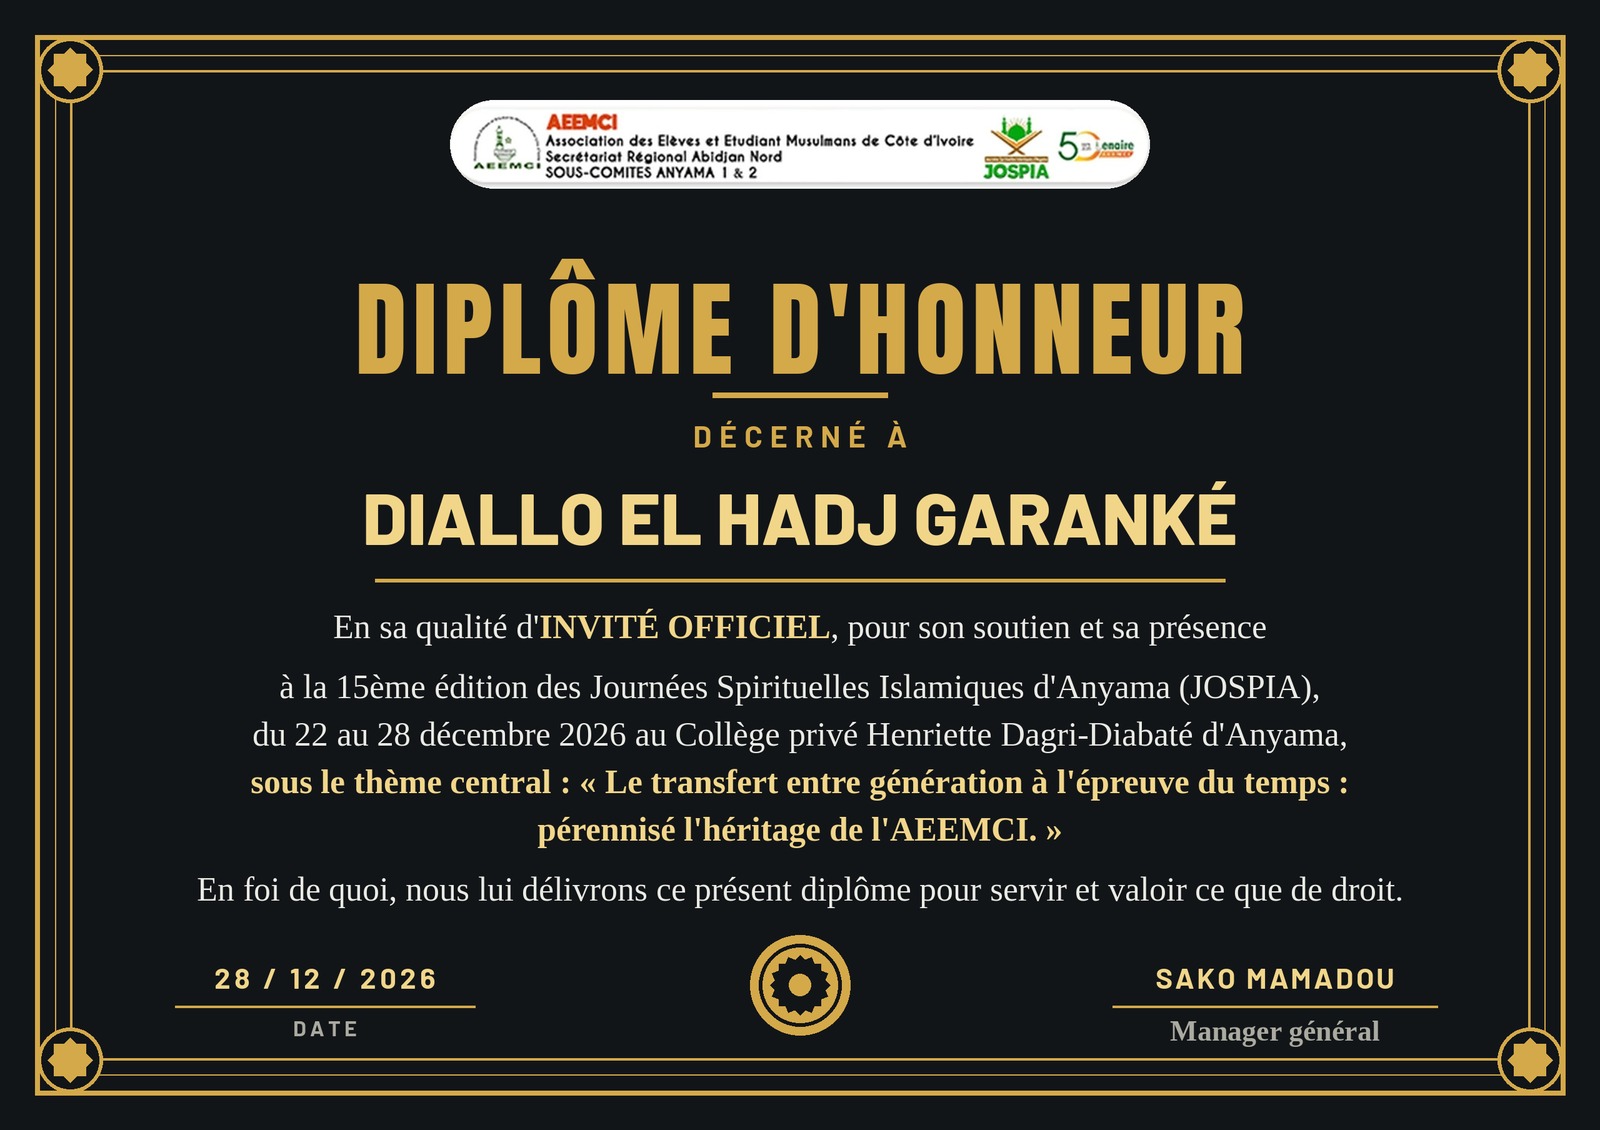 AEEMCI
AEEMCI
Association des Elèves et Etudiant Musulmans de Côte d'Ivoire
Secrétariat Régional Abidjan Nord
SOUS-COMITES ANYAMA 1 & 2
JOSPIA
DIPLÔME D'HONNEUR
DÉCERNÉ À
DIALLO EL HADJ GARANKÉ
En sa qualité d'INVITÉ OFFICIEL, pour son soutien et sa présence
à la 15ème édition des Journées Spirituelles Islamiques d'Anyama (JOSPIA),
du 22 au 28 décembre 2026 au Collège privé Henriette Dagri-Diabaté d'Anyama,
sous le thème central : « Le transfert entre génération à l'épreuve du temps :
pérennisé l'héritage de l'AEEMCI. »
En foi de quoi, nous lui délivrons ce présent diplôme pour servir et valoir ce que de droit.
28 / 12 / 2026
DATE
SAKO MAMADOU
Manager général